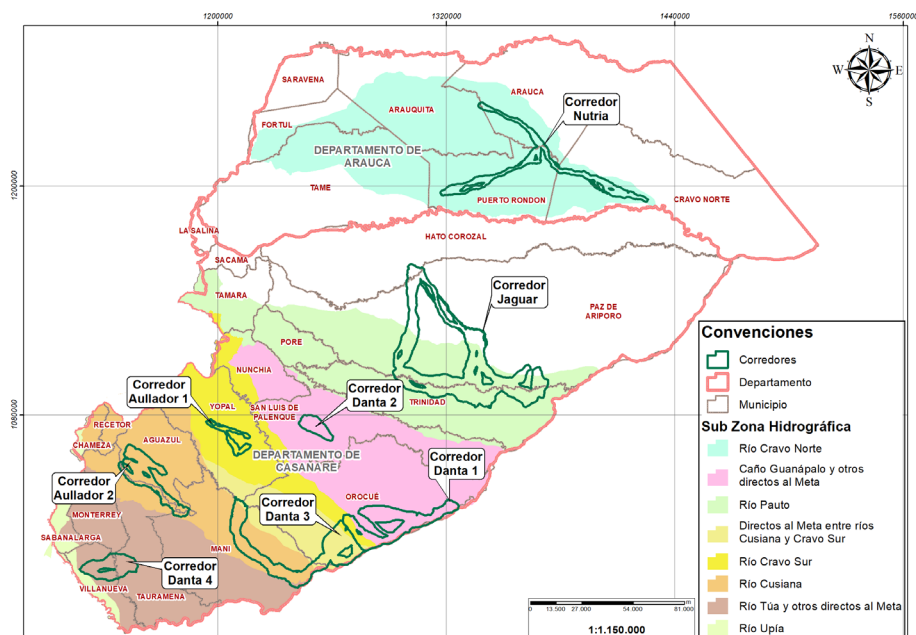 1200000
1320000
1440000
1560000
N
W
E
S
SARAVENA
ARAUCA
ARAUQUITA
Corredor
Nutria
FORTUL
DEPARTAMENTO DE
ARAUCA
TAME
1200000
PUERTO RONDON
CRAVO NORTE
LA SALINA
HATO COROZAL
SACAMA
TAMARA
Corredor
Jaguar
PAZ DE
ARIPORO
PORE
NUNCHIA
Corredor
Aullador 1
Corredor
Danta 2
YOPAL
SAN LUIS DE
PALENQUE
TRINIDAD
1080000
RECETOR
CHAMEZA
AGUAZUL
DEPARTAMENTO DE
CASANARE
Corredor
Danta 1
Corredor
Aullador 2
OROCUÉ
Corredor
Danta 3
MONTERREY
SABANALARGA
MANI
Corredor
Danta 4
VILLANUEVA
TAURAMENA
Convenciones
Corredores
Departamento
Municipio
Sub Zona Hidrográfica
Río Cravo Norte
Caño Guanápalo y otros
directos al Meta
Río Pauto
Directos al Meta entre ríos
Cusiana y Cravo Sur
Río Cravo Sur
Río Cusiana
Río Túa y otros directos al Meta
Río Upía
m
0 13.500 27.000 54.000 81.000
1:1.150.000